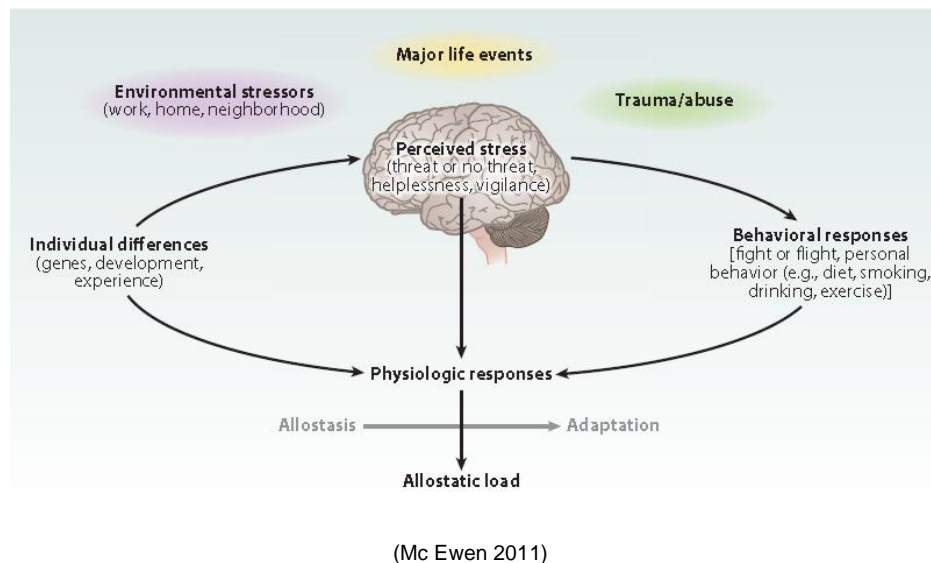 Major life events
Environmental stressors
(work, home, neighborhood)
Trauma/abuse
Perceived stress
(threat or no threat,
helplessness, vigilance)
Individual differences
(genes, development,
experience)
Behavioral responses
[fight or flight, personal
behavior (e.g., diet, smoking,
drinking, exercise)]
Physiologic responses
Allostasis
Adaptation
Allostatic load
(Mc Ewen 2011)